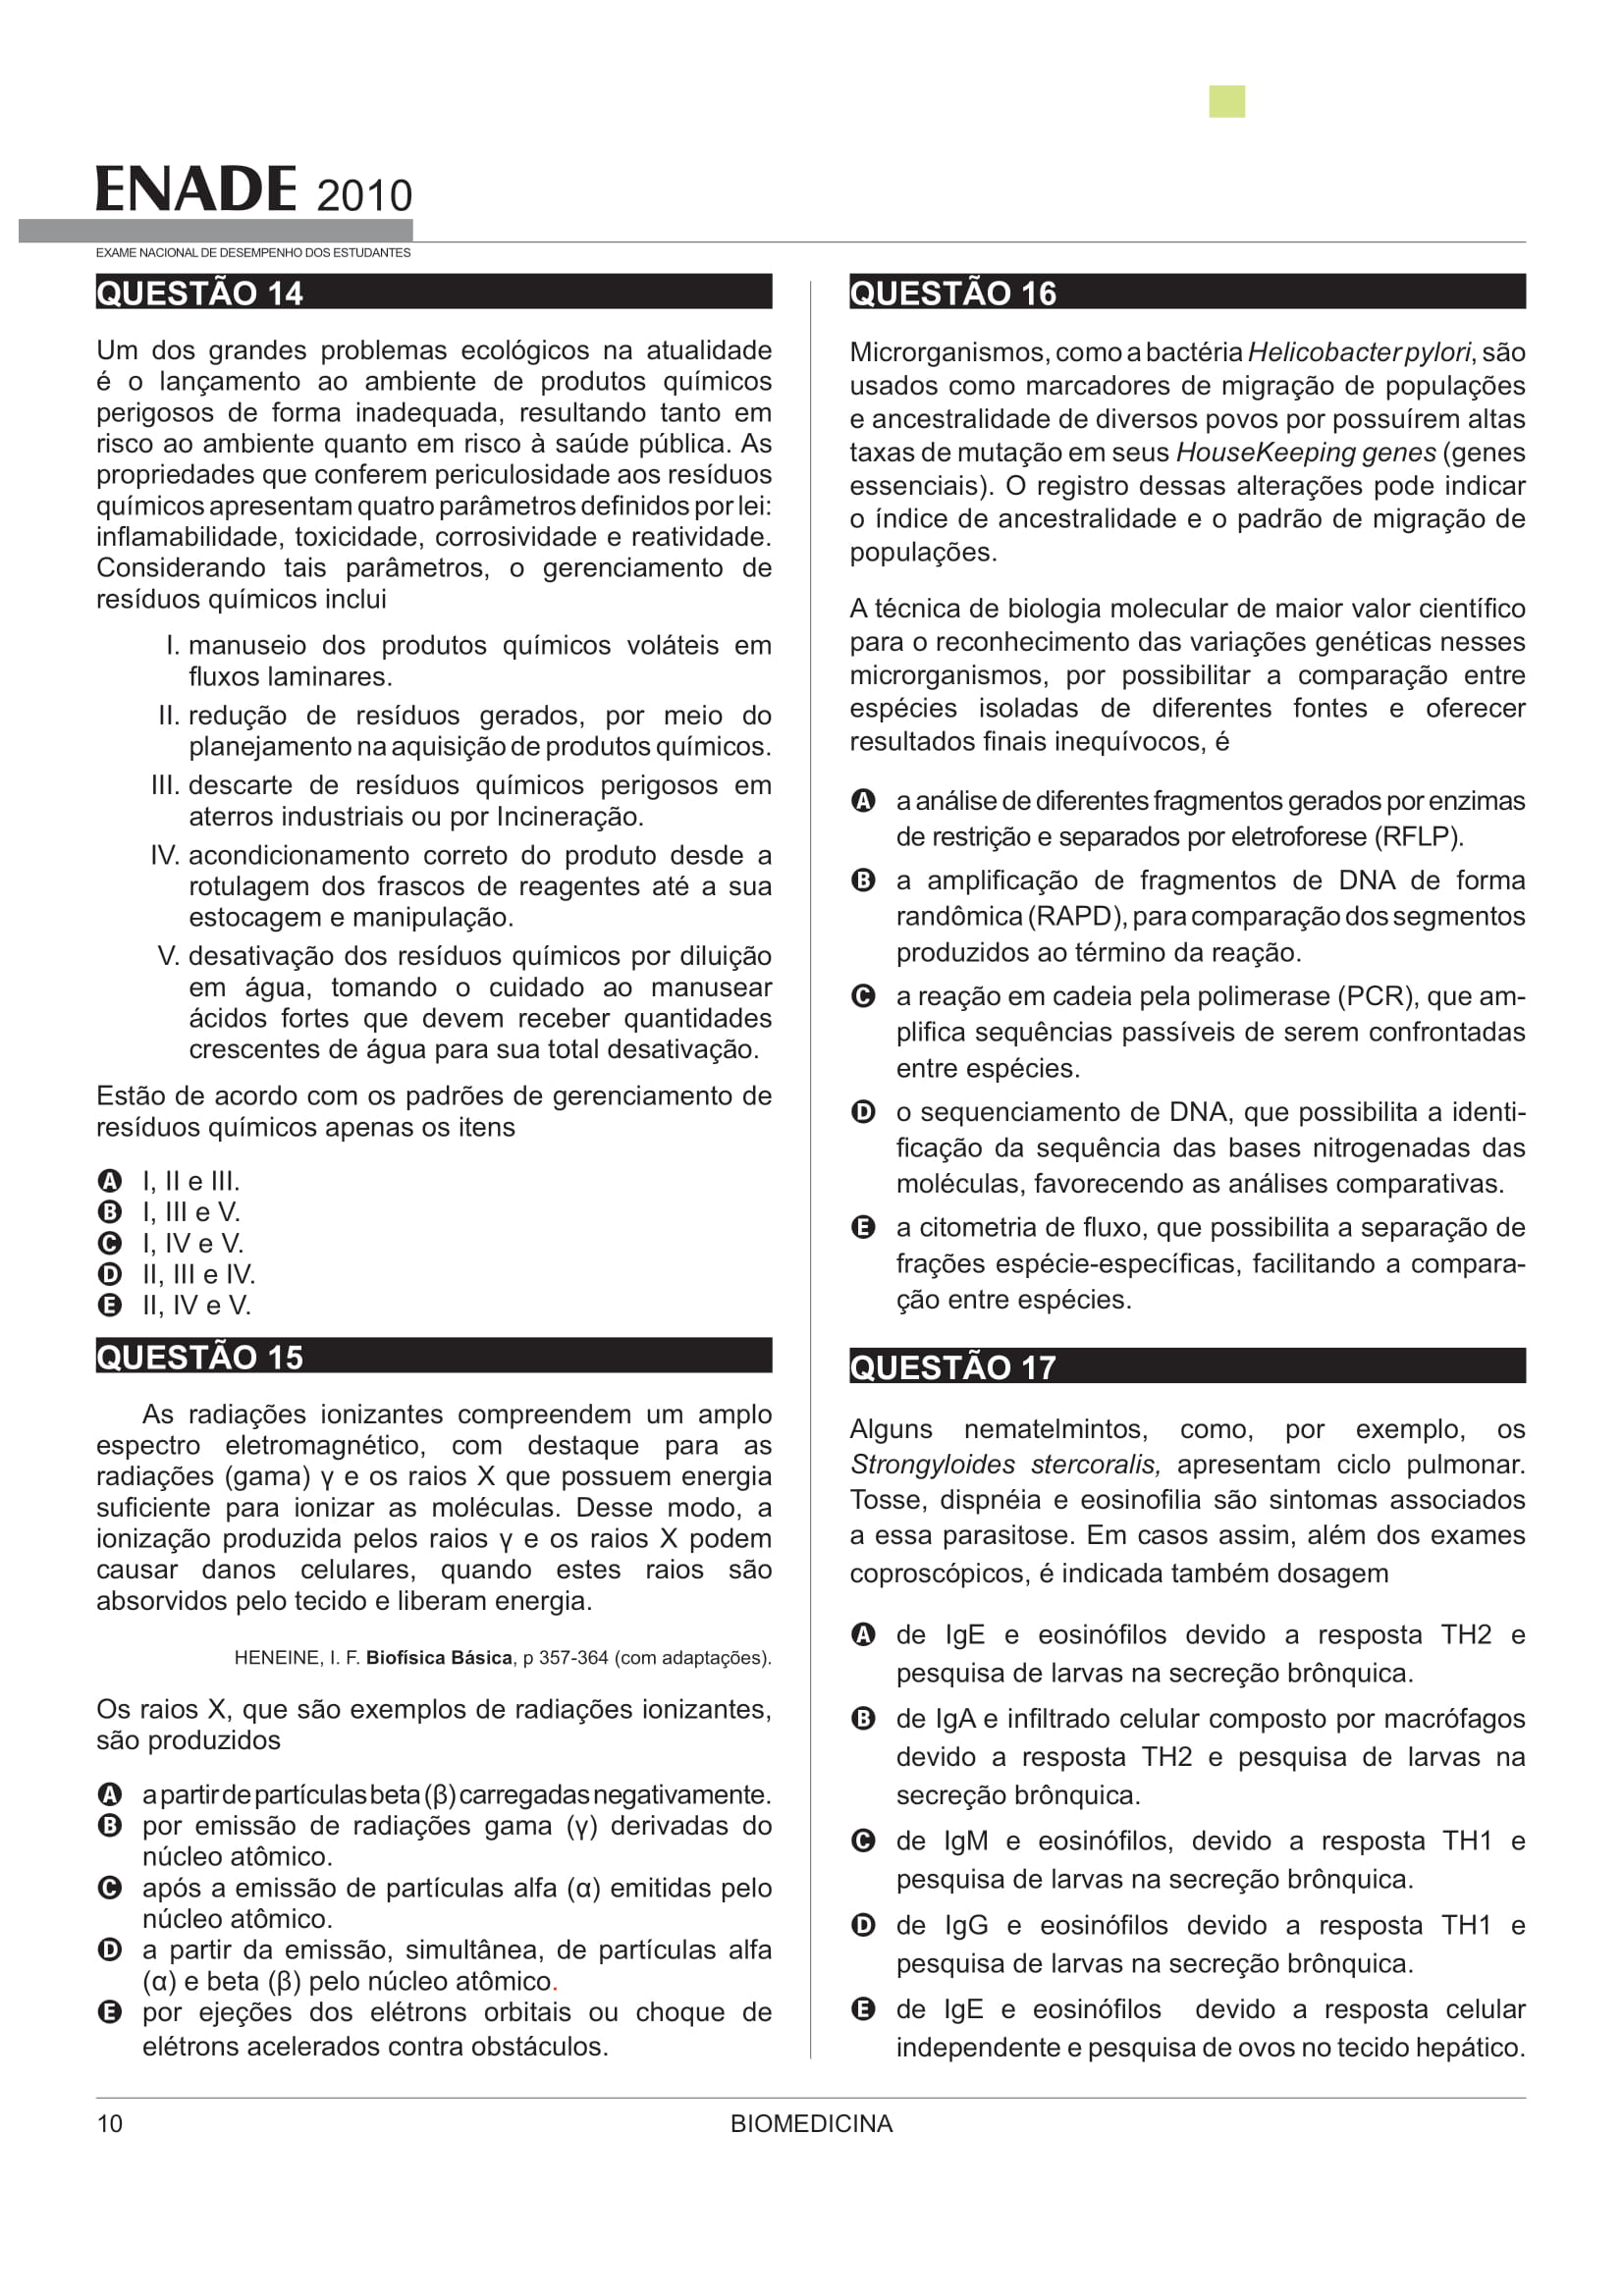 ENADE 2010
EXAME NACIONAL DE DESEMPENHO DOS ESTUDANTES
QUESTÃO 14
Um dos grandes problemas ecológicos na atualidade
é o lançamento ao ambiente de produtos químicos
perigosos de forma inadequada, resultando tanto em
risco ao ambiente quanto em risco à saúde pública. As
propriedades que conferem periculosidade aos resíduos
químicos apresentam quatro parâmetros definidos por lei:
inflamabilidade, toxicidade, corrosividade e reatividade.
Considerando tais parâmetros, o gerenciamento de
resíduos químicos inclui
I. manuseio dos produtos químicos voláteis em
fluxos laminares.
II. redução de resíduos gerados, por meio do
planejamento na aquisição de produtos químicos.
III. descarte de resíduos químicos perigosos em
aterros industriais ou por Incineração.
IV. acondicionamento correto do produto desde a
rotulagem dos frascos de reagentes até a sua
estocagem e manipulação.
V. desativação dos resíduos químicos por diluição
em água, tomando o cuidado ao manusear
ácidos fortes que devem receber quantidades
crescentes de água para sua total desativação.
Estão de acordo com os padrões de gerenciamento de
resíduos químicos apenas os itens
A I, II e III.
B I, III e V.
C I, IV e V.
D II, III e IV.
E II, IV e V.
QUESTÃO 15
As radiações ionizantes compreendem um amplo
espectro eletromagnético, com destaque para as
radiações (gama) γ e os raios X que possuem energia
suficiente para ionizar as moléculas. Desse modo, a
ionização produzida pelos raios γ e os raios X podem
causar danos celulares, quando estes raios são
absorvidos pelo tecido e liberam energia.
HENEINE, I. F. Biofísica Básica, p 357-364 (com adaptações).
Os raios X, que são exemplos de radiações ionizantes,
são produzidos
A a partir de partículas beta (β) carregadas negativamente.
B por emissão de radiações gama (γ) derivadas do
núcleo atômico.
C após a emissão de partículas alfa (α) emitidas pelo
núcleo atômico.
D a partir da emissão, simultânea, de partículas alfa
(α) e beta (β) pelo núcleo atômico.
E por ejeções dos elétrons orbitais ou choque de
elétrons acelerados contra obstáculos.
QUESTÃO 16
Microrganismos, como a bactéria Helicobacter pylori, são
usados como marcadores de migração de populações
e ancestralidade de diversos povos por possuírem altas
taxas de mutação em seus HouseKeeping genes (genes
essenciais). O registro dessas alterações pode indicar
o índice de ancestralidade e o padrão de migração de
populações.
A técnica de biologia molecular de maior valor científico
para o reconhecimento das variações genéticas nesses
microrganismos, por possibilitar a comparação entre
espécies isoladas de diferentes fontes e oferecer
resultados finais inequívocos, é
A a análise de diferentes fragmentos gerados por enzimas
de restrição e separados por eletroforese (RFLP).
B a amplificação de fragmentos de DNA de forma
randômica (RAPD), para comparação dos segmentos
produzidos ao término da reação.
C a reação em cadeia pela polimerase (PCR), que am-
plifica sequências passíveis de serem confrontadas
entre espécies.
D o sequenciamento de DNA, que possibilita a identi-
ficação da sequência das bases nitrogenadas das
moléculas, favorecendo as análises comparativas.
E a citometria de fluxo, que possibilita a separação de
frações espécie-específicas, facilitando a compara-
ção entre espécies.
QUESTÃO 17
Alguns nematelmintos, como, por exemplo, os
Strongyloides stercoralis, apresentam ciclo pulmonar.
Tosse, dispnéia e eosinofilia são sintomas associados
a essa parasitose. Em casos assim, além dos exames
coproscópicos, é indicada também dosagem
A de IgE e eosinófilos devido a resposta TH2 e
pesquisa de larvas na secreção brônquica.
B de IgA e infiltrado celular composto por macrófagos
devido a resposta TH2 e pesquisa de larvas na
secreção brônquica.
C de IgM e eosinófilos, devido a resposta TH1 e
pesquisa de larvas na secreção brônquica.
D de IgG e eosinófilos devido a resposta TH1 e
pesquisa de larvas na secreção brônquica.
E de IgE e eosinófilos devido a resposta celular
independente e pesquisa de ovos no tecido hepático.
10
BIOMEDICINA